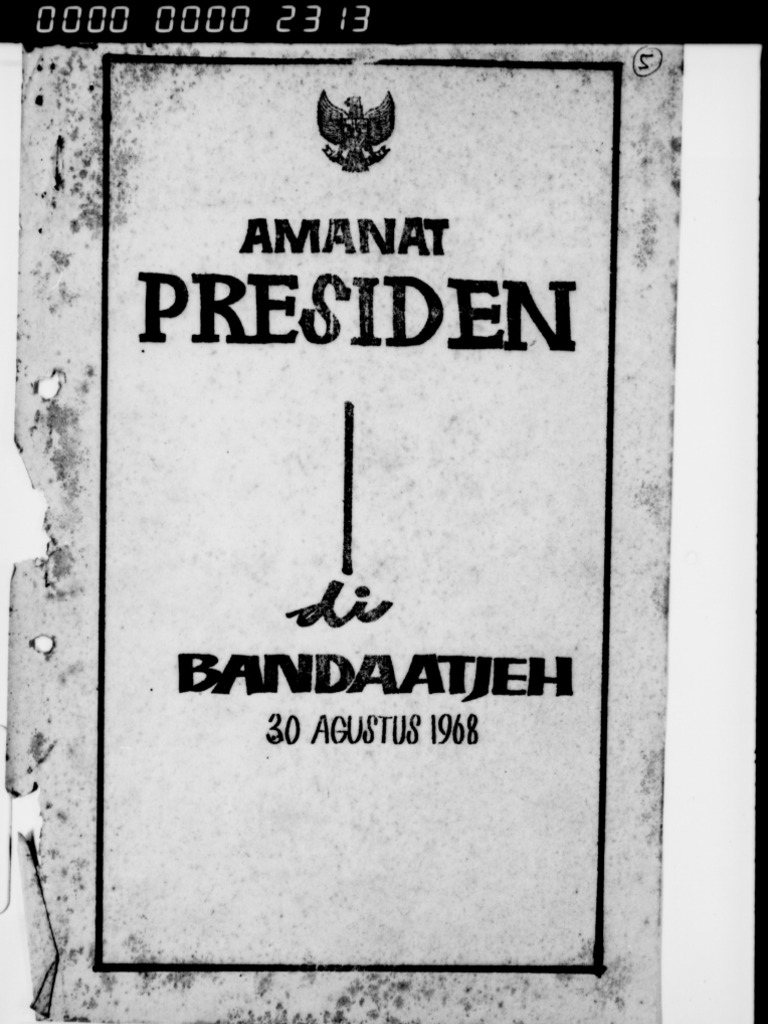 0000 0000 2313
5
AMANAT
PRESIDEN
di
BANDAATJEH
30 AGUSTUS 1968